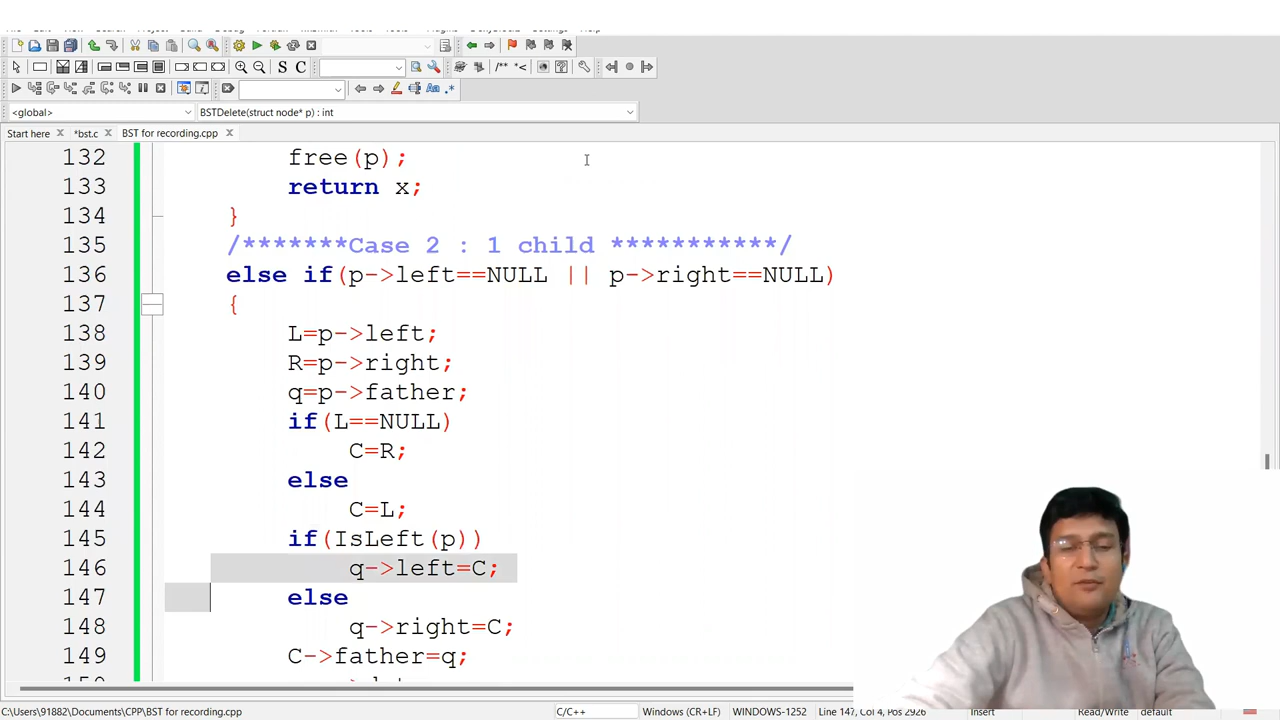 <global>
BSTDelete(struct node* p) : int
Start here
*bst.c
BST for recording.cpp
132 free(p);
133 return x;
134 }
135 /*******Case 2 : 1 child ***********/
136 else if(p->left==NULL || p->right==NULL)
137 {
138 L=p->left;
139 R=p->right;
140 q=p->father;
141 if(L==NULL)
142 C=R;
143 else
144 C=L;
145 if(IsLeft(p))
146 q->left=C;
147 else
148 q->right=C;
149 C->father=q;
C:\Users\91882\Documents\CPP\BST for recording.cpp
C/C++
Windows (CR+LF)
WINDOWS-1252
Line 147, Col 4, Pos 2926
Insert
Read/Write
default